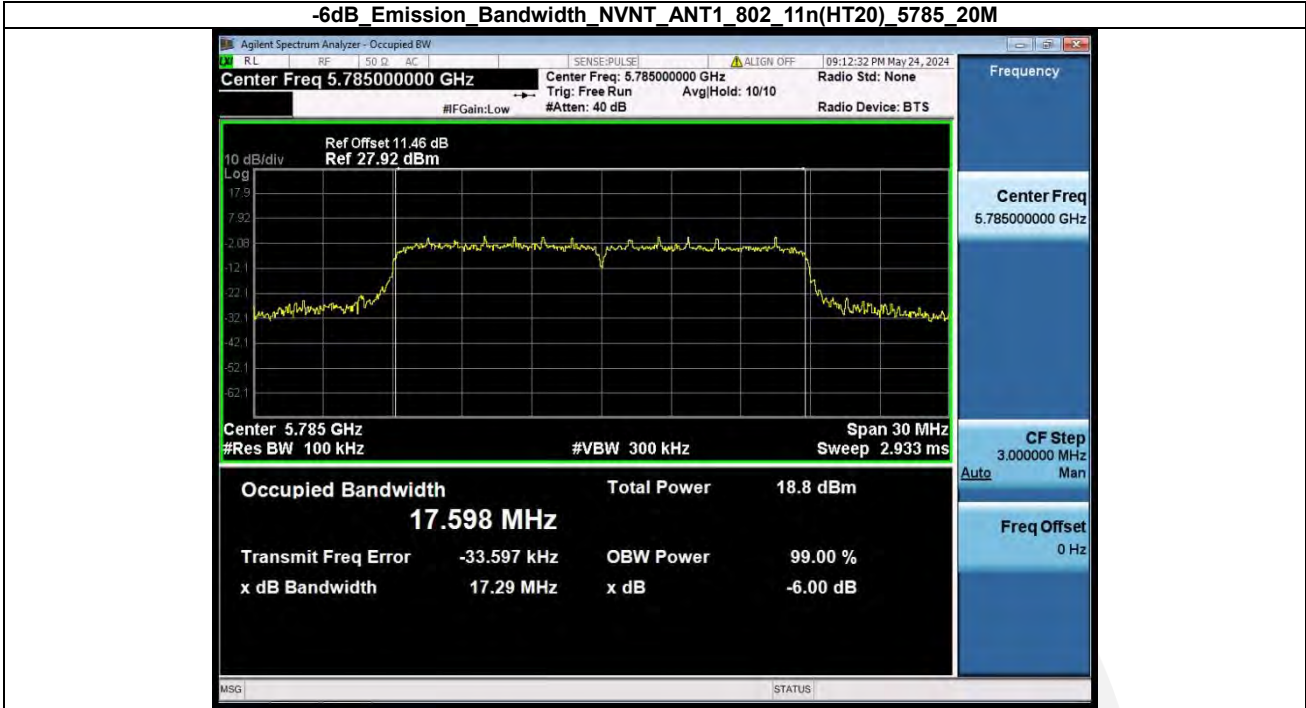 -6dB_Emission_Bandwidth_NVNT_ANT1_802_11n(HT20)_5785_20M
Agilent Spectrum Analyzer - Occupied BW
LXI RL RF 50 Ω AC SENSE:PULSE ALIGN OFF 09:12:32 PM May 24, 2024
Center Freq 5.785000000 GHz
Center Freq: 5.785000000 GHz Radio Std: None
Trig: Free Run Avg|Hold: 10/10
#IFGain:Low #Atten: 40 dB Radio Device: BTS
Frequency
Ref Offset 11.46 dB
10 dB/div Ref 27.92 dBm
Log
17.9
7.92
-2.08
-12.1
-22.1
-32.1
-42.1
-52.1
-62.1
Center 5.785 GHz Span 30 MHz
#Res BW 100 kHz #VBW 300 kHz Sweep 2.933 ms
Center Freq
5.785000000 GHz
CF Step
3.000000 MHz
Auto Man
Freq Offset
0 Hz
Occupied Bandwidth Total Power 18.8 dBm
17.598 MHz
Transmit Freq Error -33.597 kHz OBW Power 99.00 %
x dB Bandwidth 17.29 MHz x dB -6.00 dB
MSG STATUS